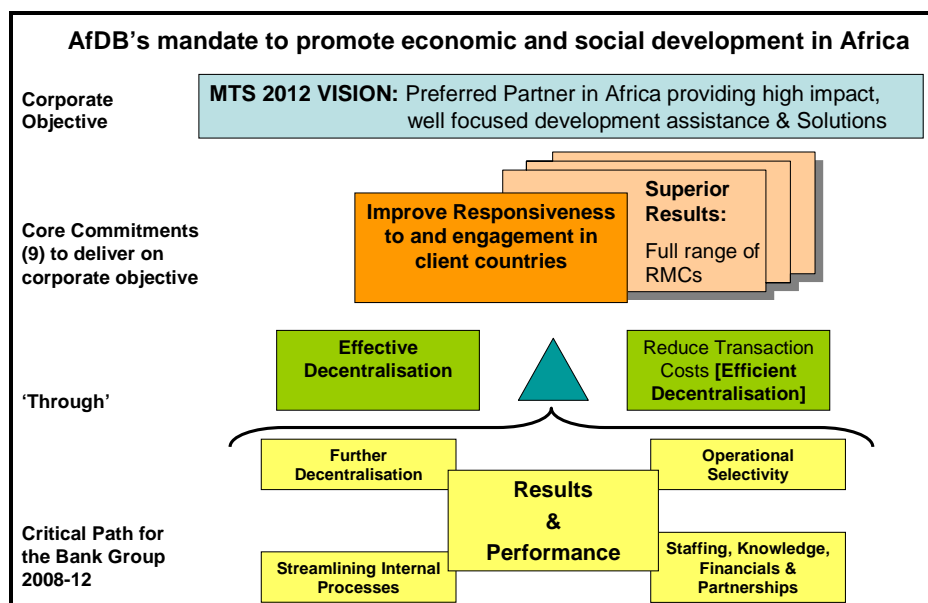 AfDB's mandate to promote economic and social development in Africa
Corporate
Objective
MTS 2012 VISION: Preferred Partner in Africa providing high impact,
well focused development assistance & Solutions
Core Commitments
(9) to deliver on
corporate objective
Improve Responsiveness
to and engagement in
client countries
Superior
Results:
Full range of
RMCs
'Through'
Effective
Decentralisation
Reduce Transaction
Costs [Efficient
Decentralisation]
Critical Path for
the Bank Group
2008-12
Further
Decentralisation
Operational
Selectivity
Results
&
Performance
Streamlining Internal
Processes
Staffing, Knowledge,
Financials &
Partnerships